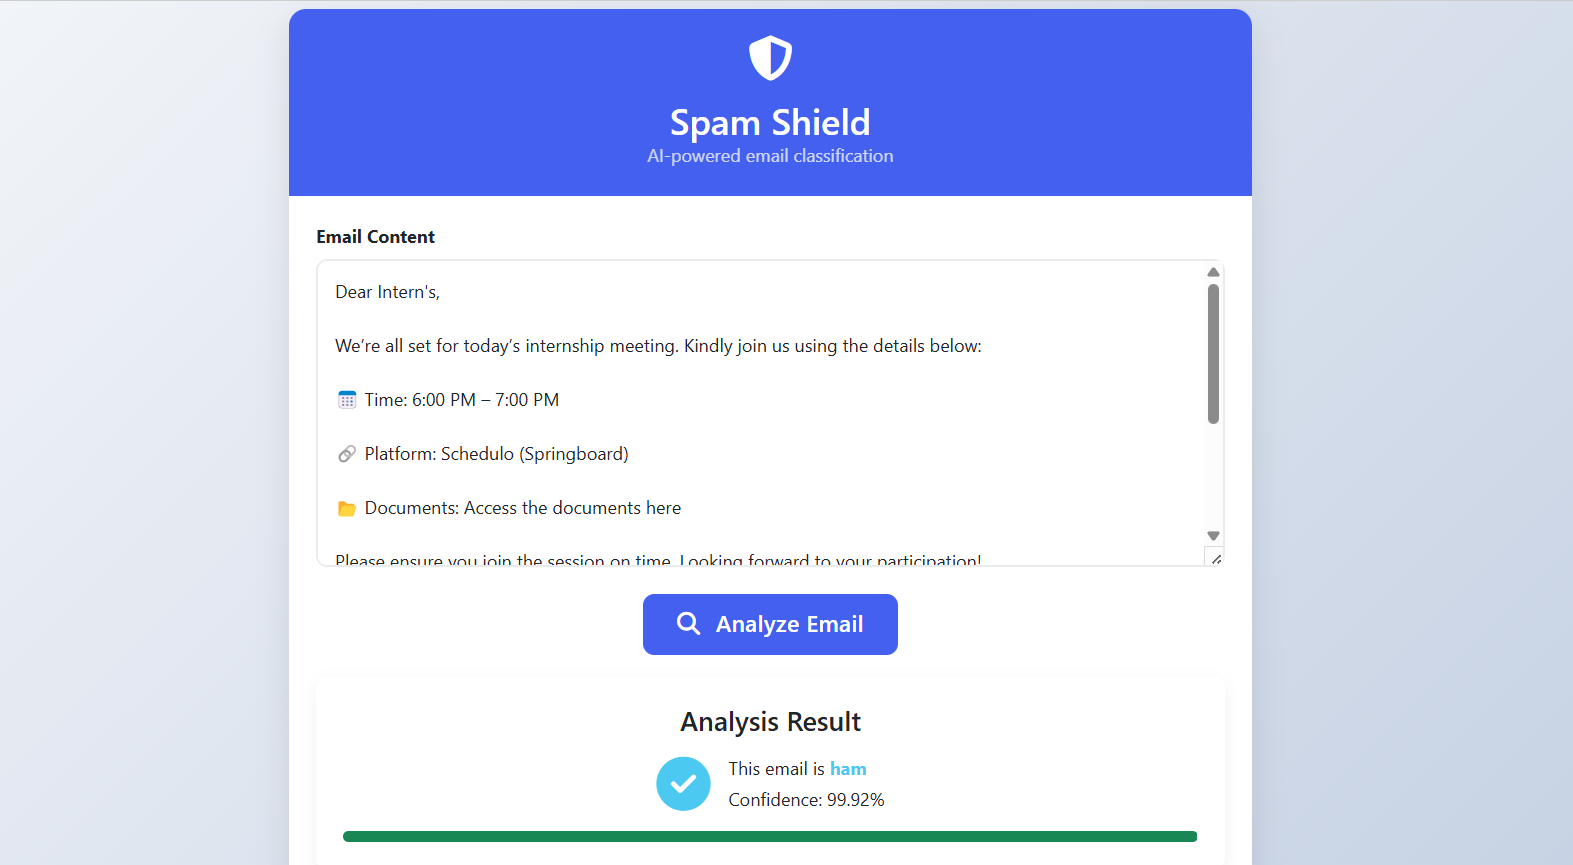 Spam Shield
AI-powered email classification
Email Content
Dear Intern's,
We’re all set for today’s internship meeting. Kindly join us using the details below:
Time: 6:00 PM – 7:00 PM
Platform: Schedulo (Springboard)
Documents: Access the documents here
Please ensure you join the session on time. Looking forward to your participation!
Analyze Email
Analysis Result
This email is ham
Confidence: 99.92%